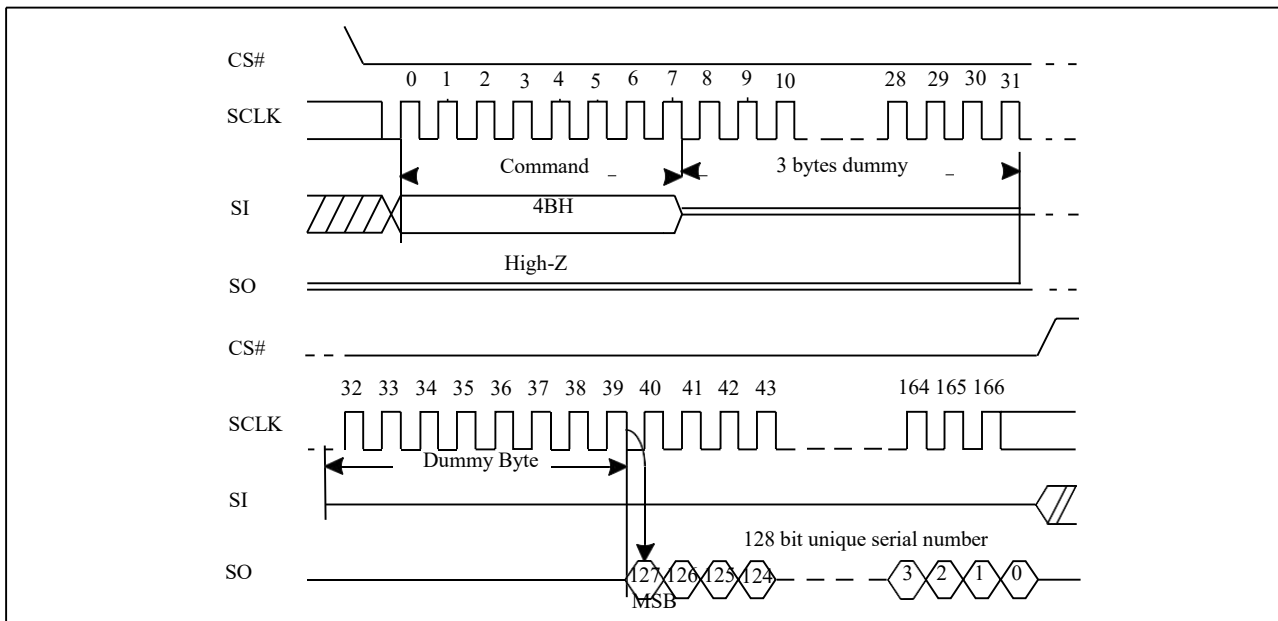 CS#
0 1 2 3 4 5 6 7 8 9 10 28 29 30 31
SCLK
Command 3 bytes dummy
SI 4BH
High-Z
SO
CS#
32 33 34 35 36 37 38 39 40 41 42 43 164 165 166
SCLK
Dummy Byte
SI
128 bit unique serial number
SO 127 126 125 124 3 2 1 0
MSB